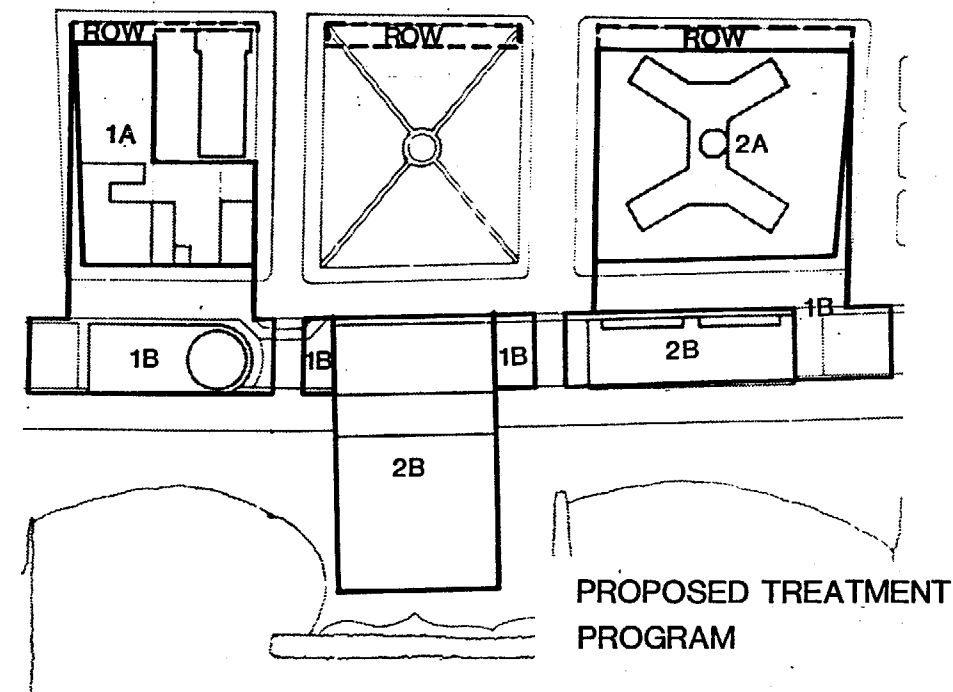 ROW
ROW
ROW
1A
2A
1B
1B
1B
1B
2B
2B
PROPOSED TREATMENT
PROGRAM